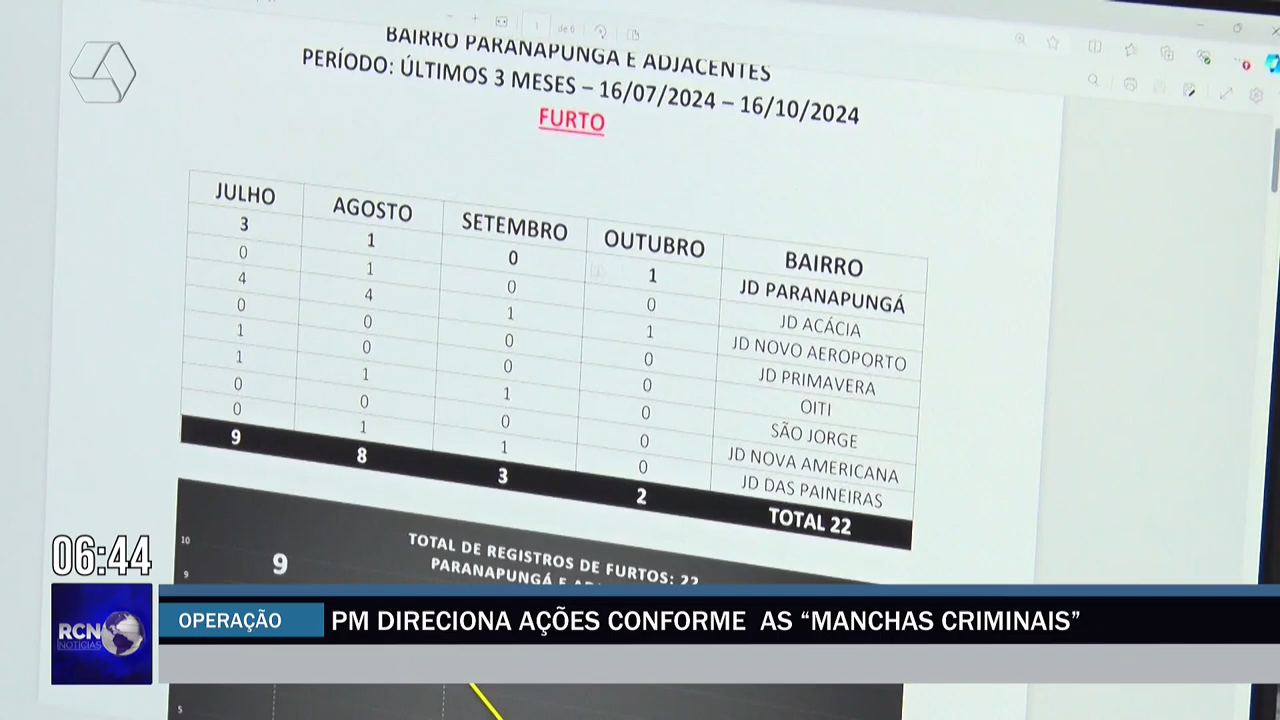 1 de 6
BAIRRO PARANAPUNGÁ E ADJACENTES
PERÍODO: ÚLTIMOS 3 MESES – 16/07/2024 – 16/10/2024
FURTO
JULHO AGOSTO SETEMBRO OUTUBRO BAIRRO
3 1 0 1 JD PARANAPUNGÁ
0 1 0 0 JD ACÁCIA
4 4 1 1 JD NOVO AEROPORTO
0 0 0 0 JD PRIMAVERA
1 0 0 0 OITI
1 1 1 0 SÃO JORGE
0 0 0 0 JD NOVA AMERICANA
0 1 1 0 JD DAS PAINEIRAS
9 8 3 2 TOTAL 22
TOTAL DE REGISTROS DE FURTOS: 22
PARANAPUNGÁ E
10
9
9
5
06:44
RCN
NOTÍCIAS
OPERAÇÃO
PM DIRECIONA AÇÕES CONFORME AS “MANCHAS CRIMINAIS”